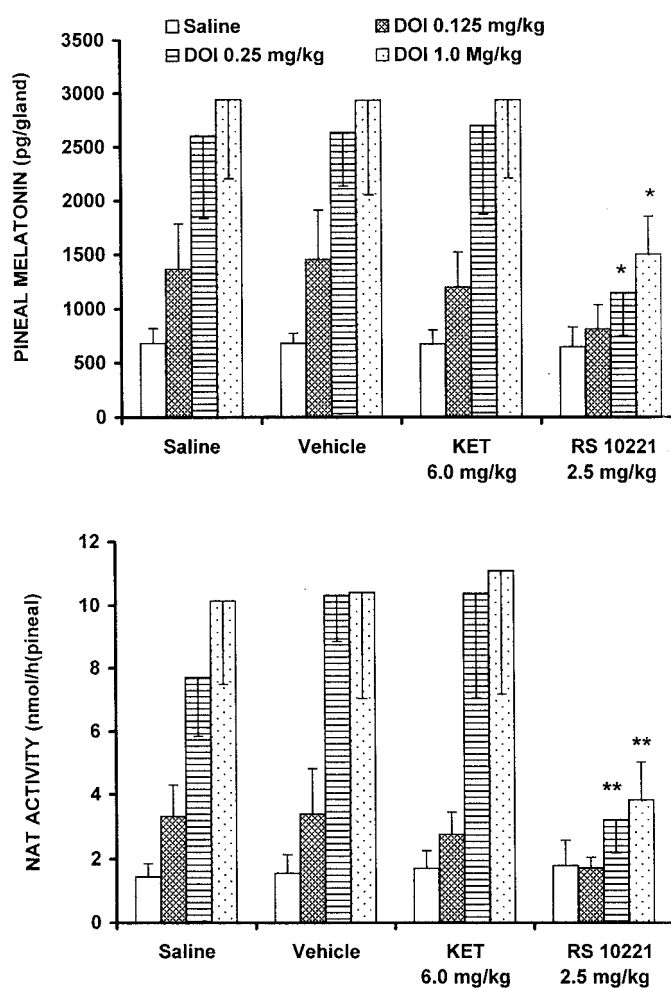 Saline DOI 0.125 mg/kg
DOI 0.25 mg/kg DOI 1.0 Mg/kg
PINEAL MELATONIN (pg/gland)
3500
3000
2500
2000
1500
1000
500
0
*
*
Saline Vehicle KET RS 10221
6.0 mg/kg 2.5 mg/kg
NAT ACTIVITY (nmol/h(pineal)
12
10
8
6
4
2
0
**
**
Saline Vehicle KET RS 10221
6.0 mg/kg 2.5 mg/kg